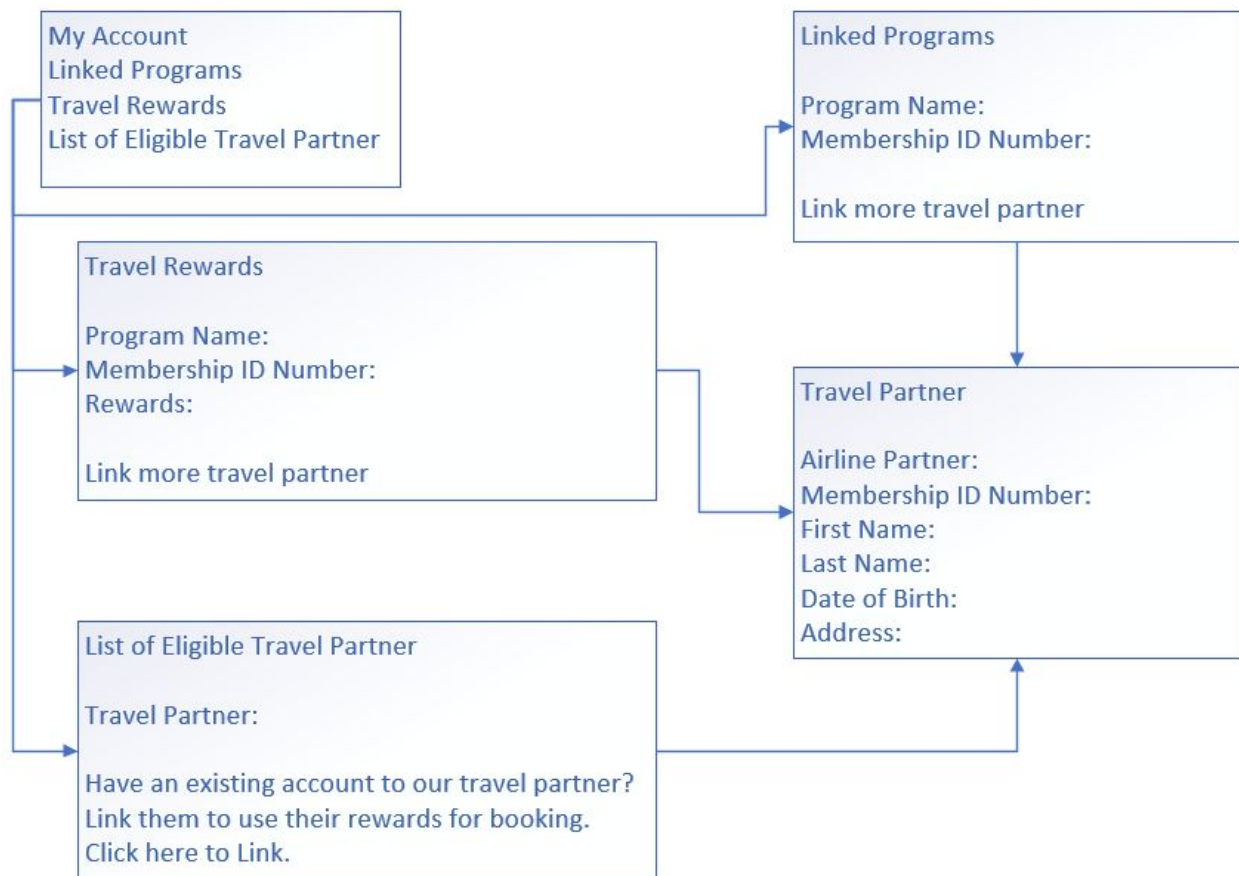 My Account
Linked Programs
Travel Rewards
List of Eligible Travel Partner
Linked Programs
Program Name:
Membership ID Number:
Link more travel partner
Travel Rewards
Program Name:
Membership ID Number:
Rewards:
Link more travel partner
Travel Partner
Airline Partner:
Membership ID Number:
First Name:
Last Name:
Date of Birth:
Address:
List of Eligible Travel Partner
Travel Partner:
Have an existing account to our travel partner?
Link them to use their rewards for booking.
Click here to Link.